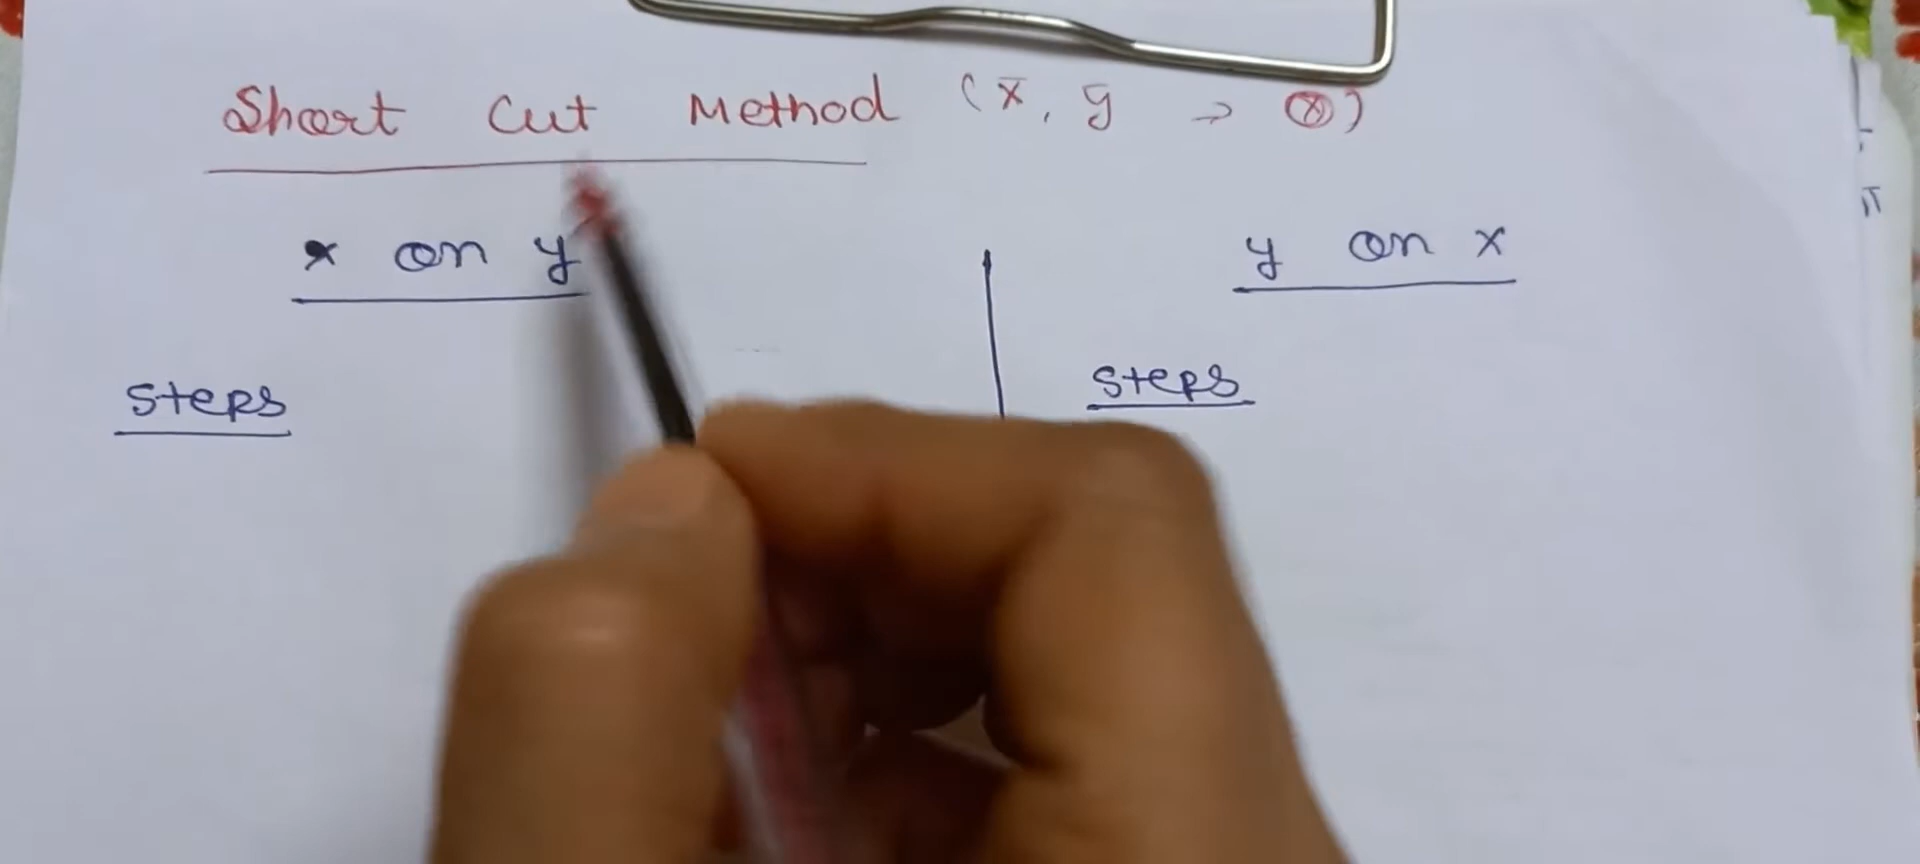 Short Cut Method (x̄, ȳ → ⓧ)
x on y
y on x
Steps
Steps